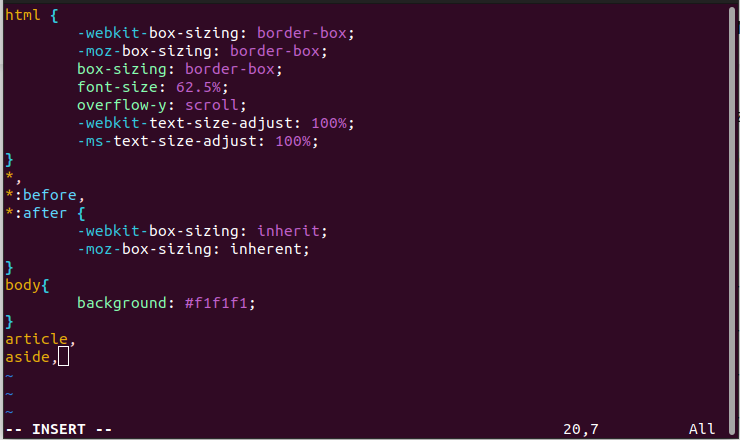 html {
        -webkit-box-sizing: border-box;
        -moz-box-sizing: border-box;
        box-sizing: border-box;
        font-size: 62.5%;
        overflow-y: scroll;
        -webkit-text-size-adjust: 100%;
        -ms-text-size-adjust: 100%;
}
*,
*:before,
*:after {
        -webkit-box-sizing: inherit;
        -moz-box-sizing: inherent;
}
body{
        background: #f1f1f1;
}
article,
aside,
~
~
~
-- INSERT -- 20,7 All